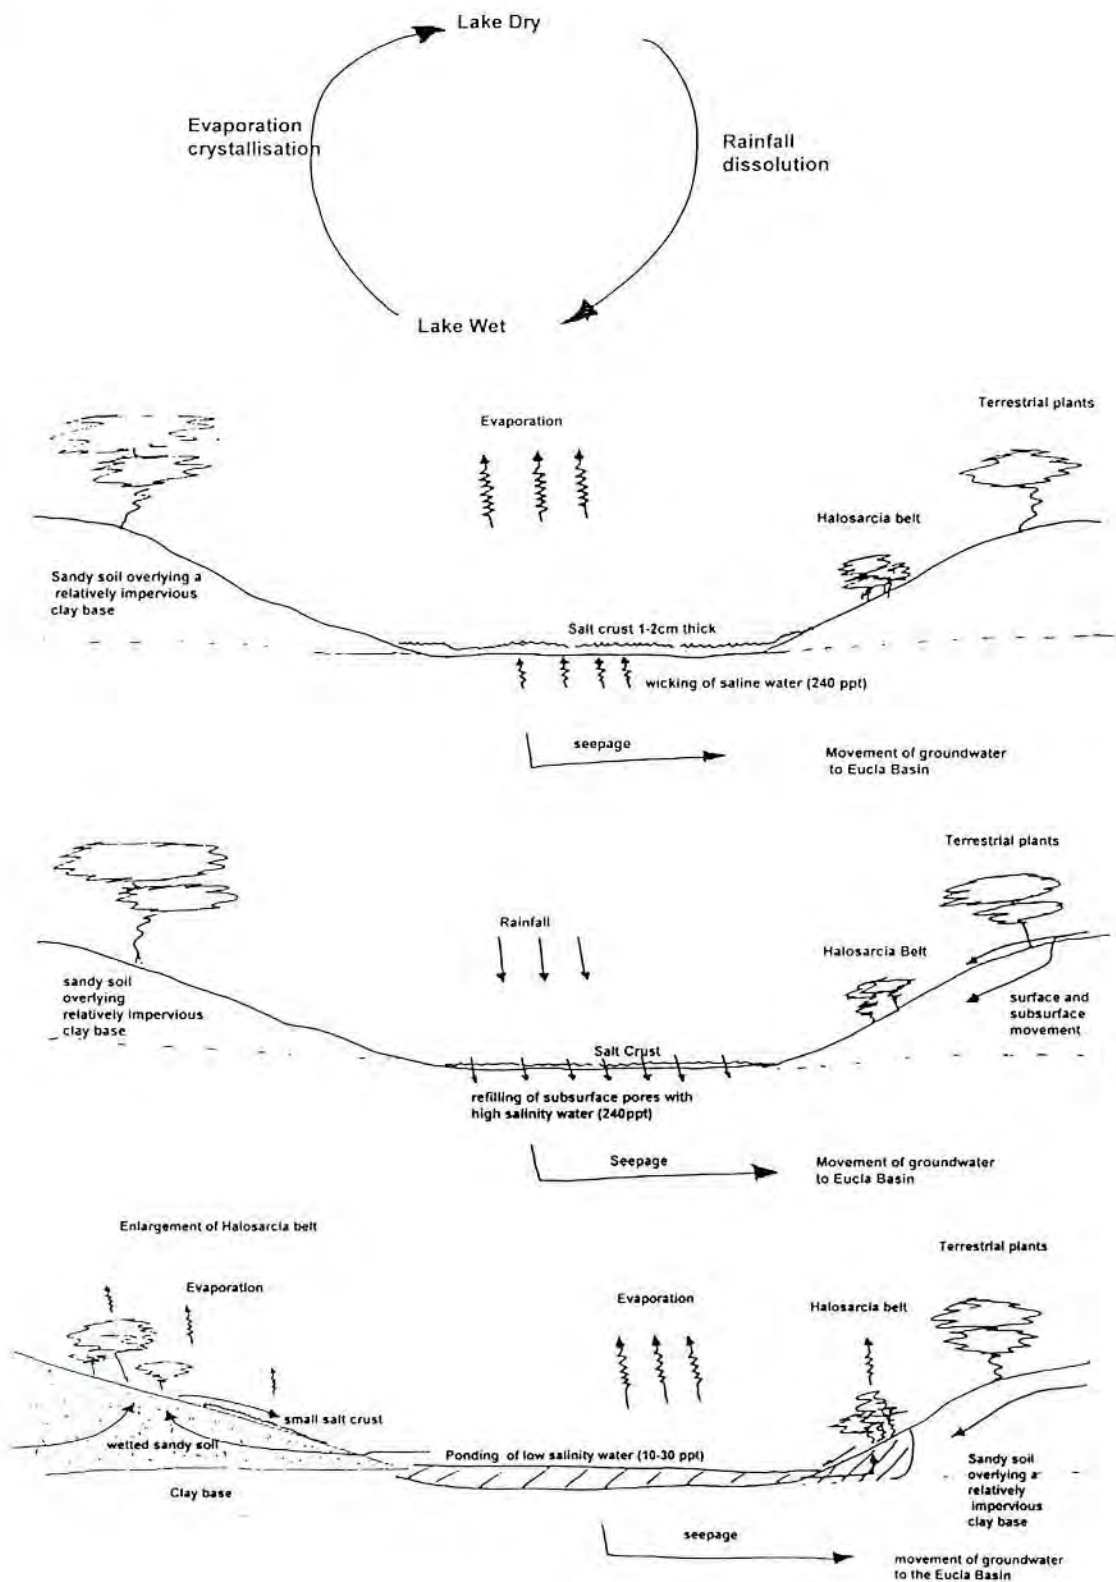 Lake Dry
Evaporation
crystallisation
Rainfall
dissolution
Lake Wet
Terrestrial plants
Evaporation
Halosarcia belt
Sandy soil overlying a
relatively impervious
clay base
Salt crust 1-2cm thick
wicking of saline water (240 ppt)
seepage
Movement of groundwater
to Eucla Basin
Terrestrial plants
Rainfall
Halosarcia Belt
sandy soil
overlying
relatively impervious
clay base
surface and
subsurface
movement
Salt Crust
refilling of subsurface pores with
high salinity water (240ppt)
Seepage
Movement of groundwater
to Eucla Basin
Enlargement of Halosarcia belt
Terrestrial plants
Evaporation
Evaporation
Halosarcia belt
small salt crust
wetted sandy soil
Ponding of low salinity water (10-30 ppt)
Sandy soil
overlying a
relatively
impervious
clay base
Clay base
seepage
movement of groundwater
to the Eucla Basin